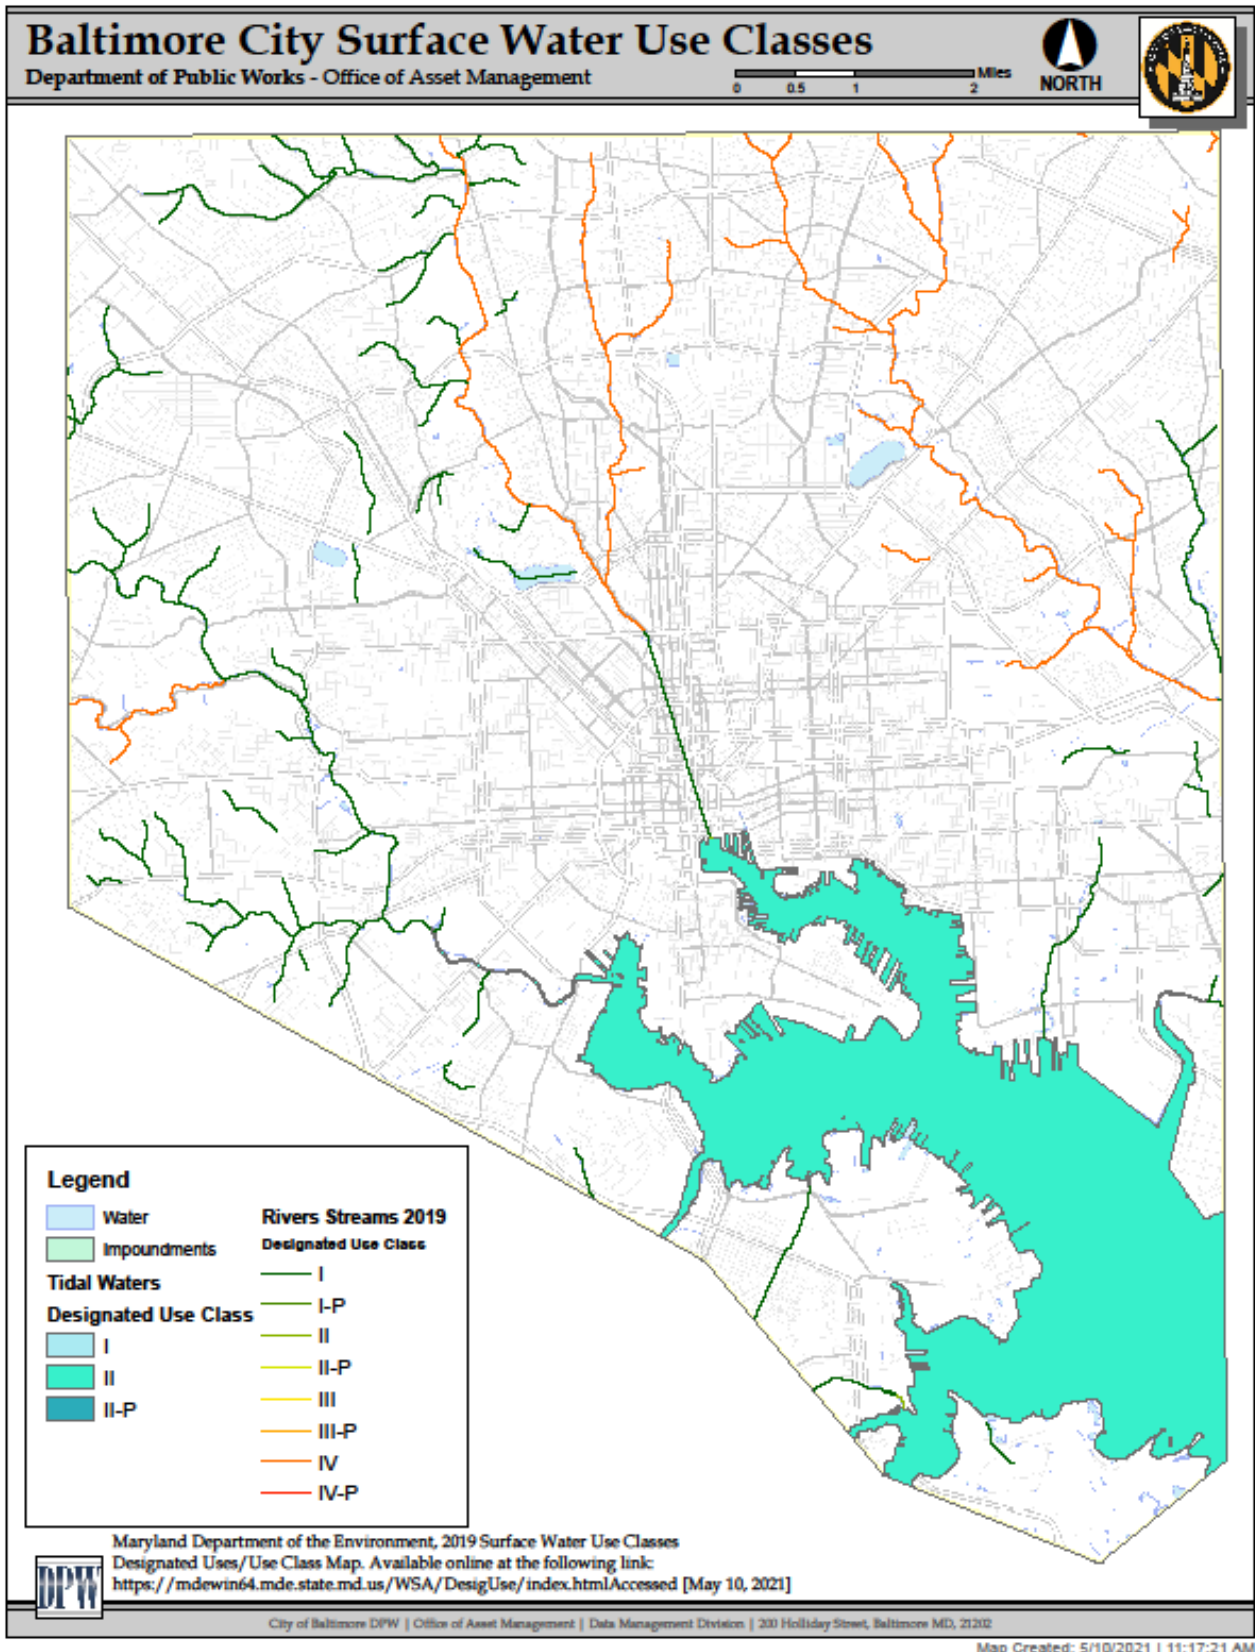 Baltimore City Surface Water Use Classes
Department of Public Works - Office of Asset Management
Miles
0 0.5 1 2
NORTH
Legend
Water
Impoundments
Tidal Waters
Designated Use Class
I
II
II-P
Rivers Streams 2019
Designated Use Class
I
I-P
II
II-P
III
III-P
IV
IV-P
Maryland Department of the Environment, 2019 Surface Water Use Classes
Designated Uses/Use Class Map. Available online at the following link:
https://mdewin64.mde.state.md.us/WSA/DesigUse/index.htmlAccessed [May 10, 2021]
DPW
City of Baltimore DPW | Office of Asset Management | Data Management Division | 200 Holliday Street, Baltimore MD, 21202
Map Created: 5/10/2021 | 11:17:21 AM